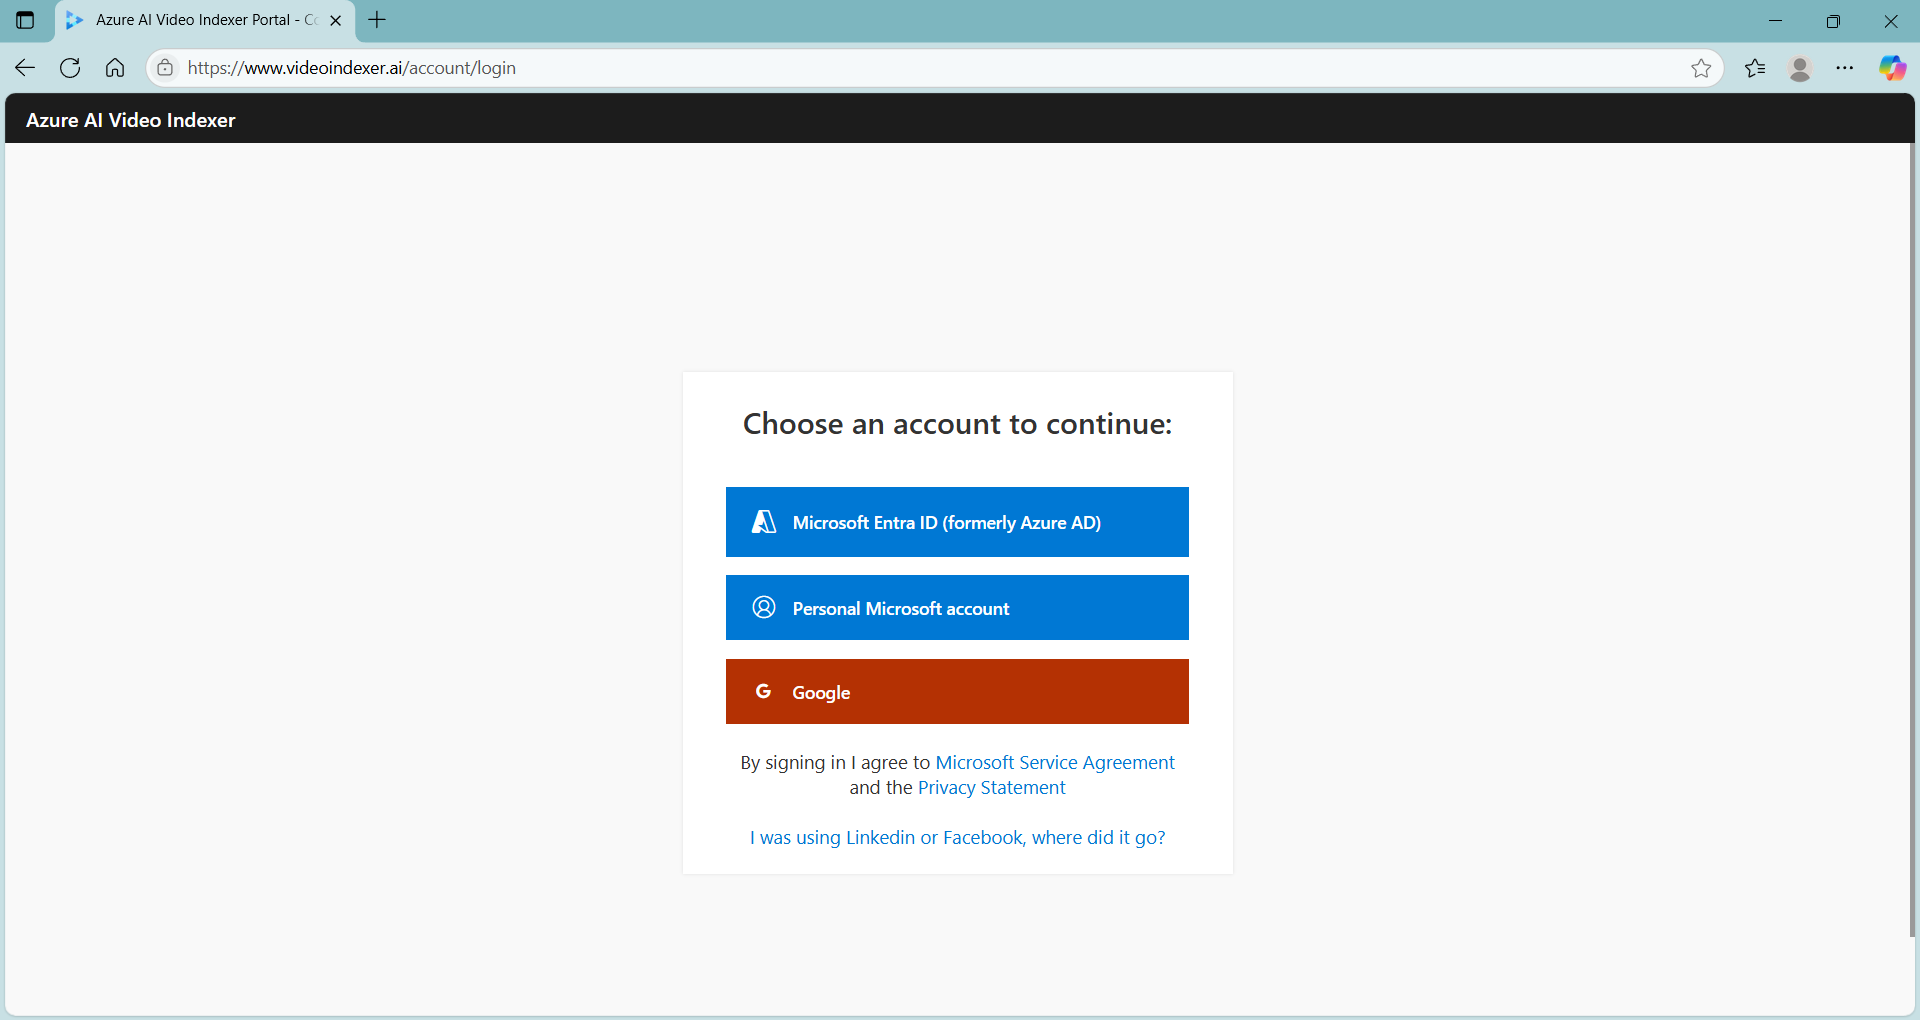 Azure AI Video Indexer Portal - Co
https://www.videoindexer.ai/account/login
Azure AI Video Indexer
Choose an account to continue:
Microsoft Entra ID (formerly Azure AD)
Personal Microsoft account
G Google
By signing in I agree to Microsoft Service Agreement
and the Privacy Statement
I was using Linkedin or Facebook, where did it go?